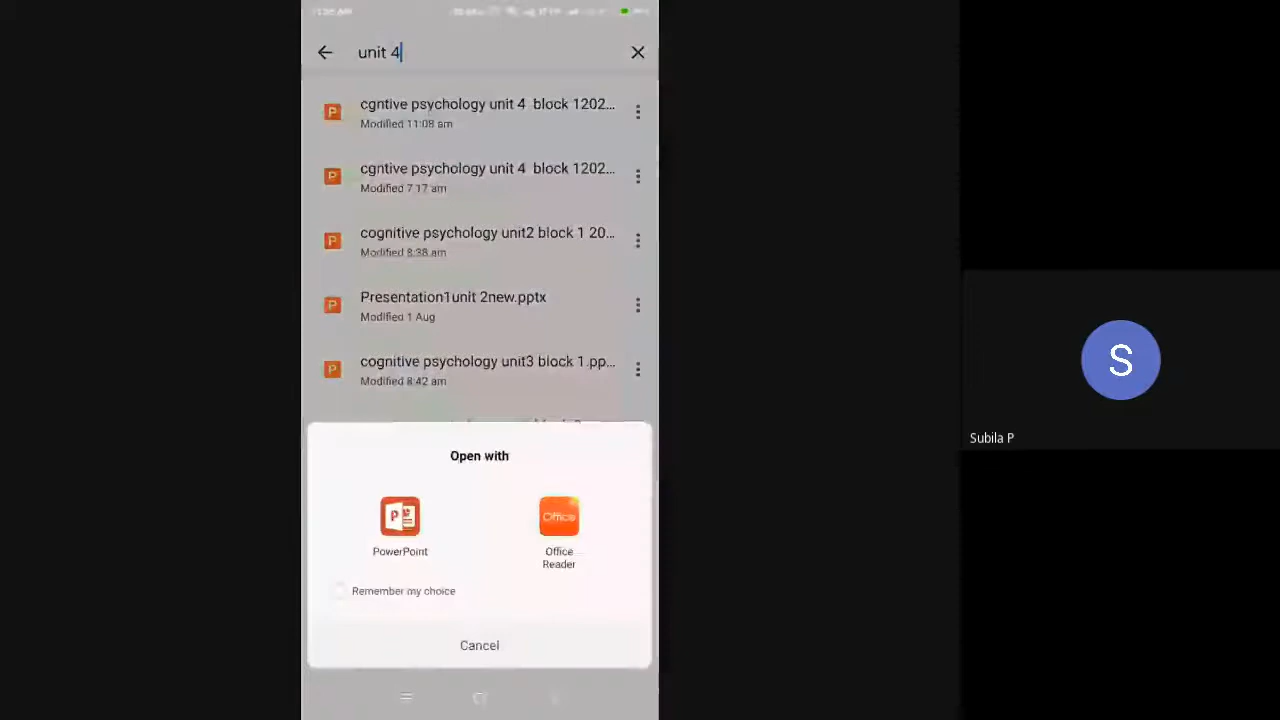 unit 4
cgntive psychology unit 4 block 1202...
Modified 11:08 am
cgntive psychology unit 4 block 1202...
Modified 7:17 am
cognitive psychology unit2 block 1 20...
Modified 8:38 am
Presentation1unit 2new.pptx
Modified 1 Aug
cognitive psychology unit3 block 1.pp...
Modified 8:42 am
Open with
P
Office
PowerPoint
Office
Reader
Remember my choice
Cancel
S
Subila P